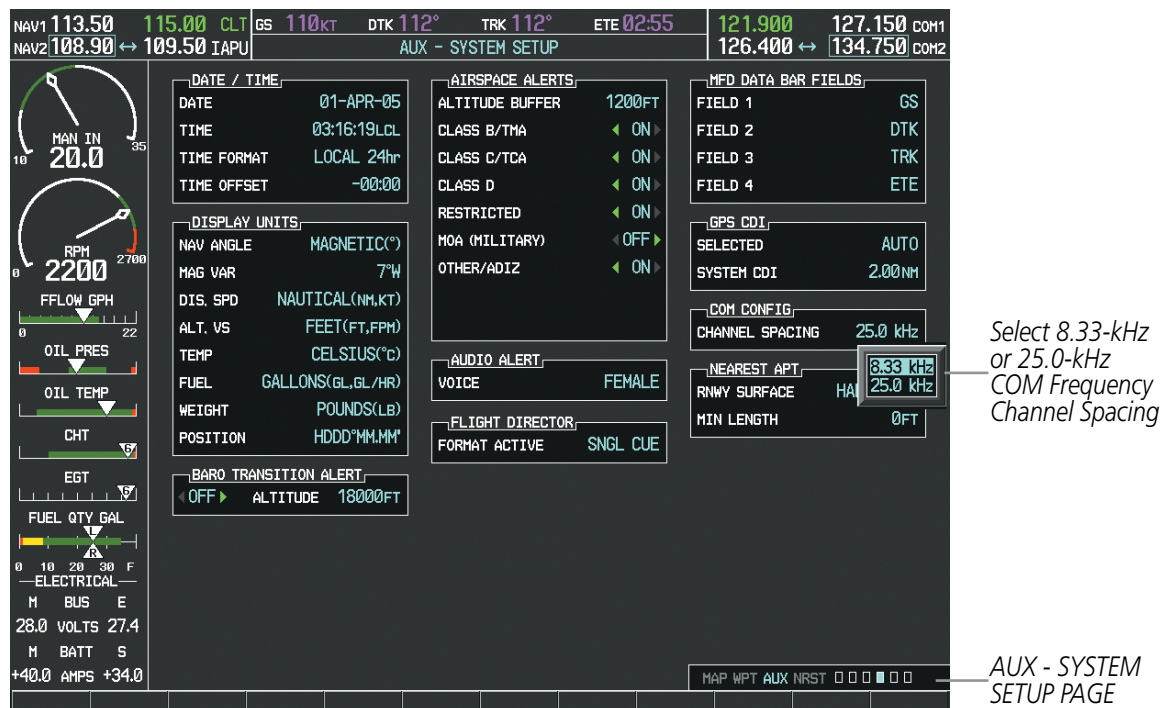 NAV1 113.50 115.00 CLT
NAV2 108.90 ↔ 109.50 IAPU
GS 110KT DTK 112° TRK 112° ETE 02:55
AUX - SYSTEM SETUP
121.900 127.150 COM1
126.400 ↔ 134.750 COM2
MAN IN
20.0
10 35
RPM
2200
0 2700
FFLOW GPH
0 22
OIL PRES
OIL TEMP
CHT
6
EGT
6
FUEL QTY GAL
L
R
0 10 20 30 F
ELECTRICAL
M BUS E
28.0 VOLTS 27.4
M BATT S
+40.0 AMPS +34.0
DATE / TIME
DATE 01-APR-05
TIME 03:16:19LCL
TIME FORMAT LOCAL 24hr
TIME OFFSET -00:00
DISPLAY UNITS
NAV ANGLE MAGNETIC(°)
MAG VAR 7°W
DIS, SPD NAUTICAL(NM,KT)
ALT, VS FEET(FT,FPM)
TEMP CELSIUS(°C)
FUEL GALLONS(GL,GL/HR)
WEIGHT POUNDS(LB)
POSITION HDDD°MM.MM'
BARO TRANSITION ALERT
OFF ALTITUDE 18000FT
AIRSPACE ALERTS
ALTITUDE BUFFER 1200FT
CLASS B/TMA ON
CLASS C/TCA ON
CLASS D ON
RESTRICTED ON
MOA (MILITARY) OFF
OTHER/ADIZ ON
AUDIO ALERT
VOICE FEMALE
FLIGHT DIRECTOR
FORMAT ACTIVE SNGL CUE
MFD DATA BAR FIELDS
FIELD 1 GS
FIELD 2 DTK
FIELD 3 TRK
FIELD 4 ETE
GPS CDI
SELECTED AUTO
SYSTEM CDI 2.00NM
COM CONFIG
CHANNEL SPACING 25.0 kHz
8.33 kHz
25.0 kHz
NEAREST APT
RNWY SURFACE HA
MIN LENGTH 0FT
MAP WPT AUX NRST
Select 8.33-kHz
or 25.0-kHz
COM Frequency
Channel Spacing
AUX - SYSTEM
SETUP PAGE